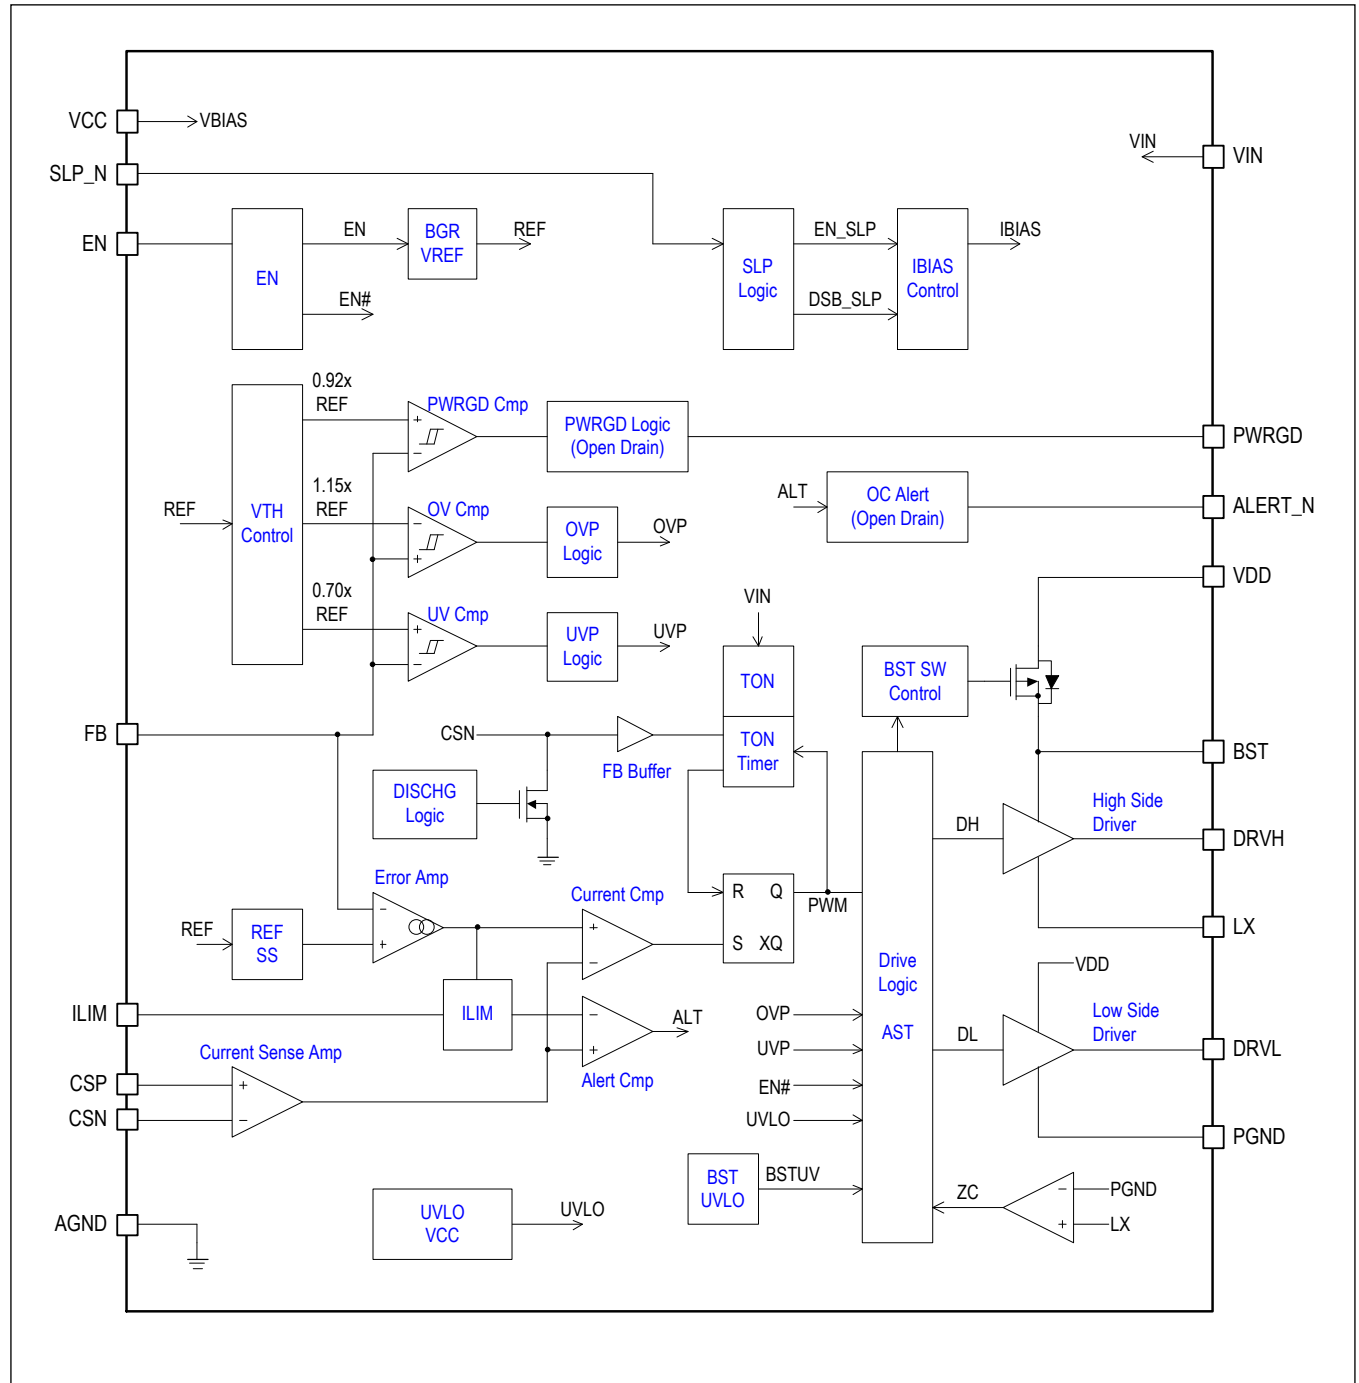 VCC
VBIAS
VIN
VIN
SLP_N
EN
EN
EN
BGR
VREF
REF
EN#
SLP
Logic
EN_SLP
DSB_SLP
IBIAS
Control
IBIAS
0.92x
REF
+
−
PWRGD Cmp
PWRGD Logic
(Open Drain)
PWRGD
REF
VTH
Control
1.15x
REF
−
+
OV Cmp
OVP
Logic
OVP
ALT
OC Alert
(Open Drain)
ALERT_N
VDD
0.70x
REF
+
−
UV Cmp
UVP
Logic
UVP
VIN
TON
TON
Timer
BST SW
Control
FB
CSN
FB Buffer
BST
DISCHG
Logic
High Side
Driver
DH
DRVH
Error Amp
−
+
REF
REF
SS
Current Cmp
+
−
R
Q
S
XQ
PWM
LX
Drive
Logic
AST
VDD
ILIM
ILIM
−
+
ALT
Alert Cmp
OVP
UVP
EN#
UVLO
DL
Low Side
Driver
DRVL
Current Sense Amp
CSP
+
CSN
−
PGND
BST
UVLO
BSTUV
ZC
−
+
PGND
LX
AGND
UVLO
VCC
UVLO